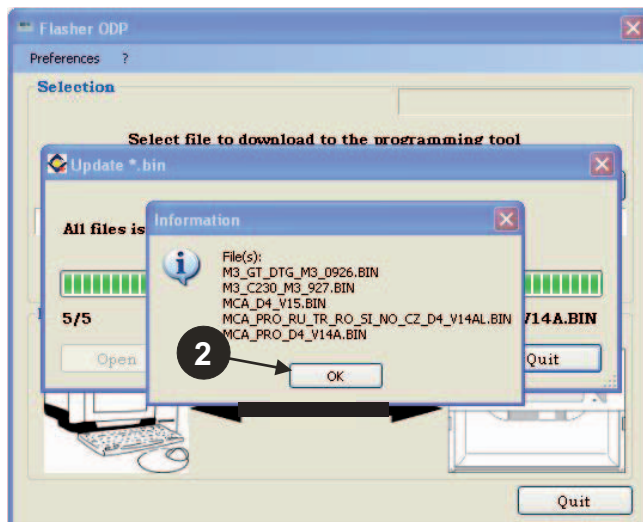 Flasher ODP
Preferences ?
Selection
Select file to download to the programming tool
Update *.bin
All files is
Information
File(s):
M3_GT_DTG_M3_0926.BIN
M3_C230_M3_927.BIN
MCA_D4_V15.BIN
MCA_PRO_RU_TR_RO_SI_NO_CZ_D4_V14AL.BIN
MCA_PRO_D4_V14A.BIN
5/5
V14A.BIN
2
Open
OK
Quit
Quit